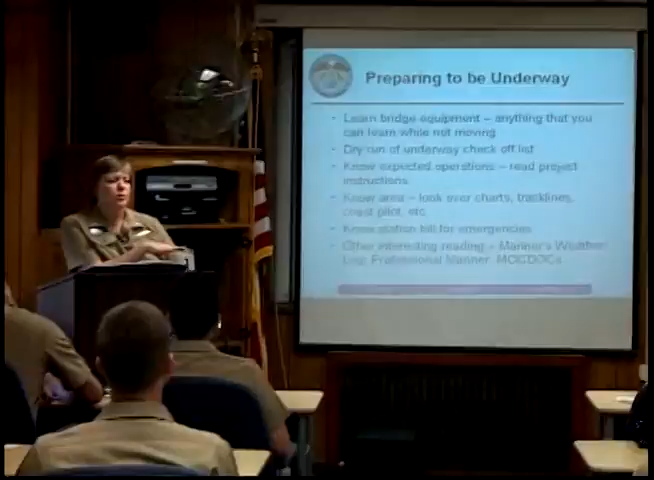 Preparing to be Underway
• Learn bridge equipment – anything that you
can learn while not moving
• Dry run of underway check off list
• Know expected operations – read project
instructions
• Know area – look over charts, tracklines,
coast pilot, etc
• Know station bill for emergencies
• Other interesting reading – Mariner's Weather
Log, Professional Mariner, MOCDOCs